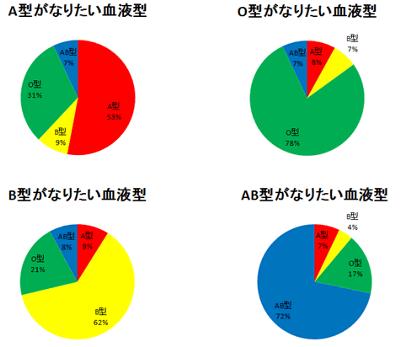 A型がなりたい血液型
AB型
7%
O型
31%
A型
53%
B型
9%
O型がなりたい血液型
B型
7%
AB型
7%
A型
8%
O型
78%
B型がなりたい血液型
AB型
8%
A型
9%
O型
21%
B型
62%
AB型がなりたい血液型
B型
4%
A型
7%
O型
17%
AB型
72%